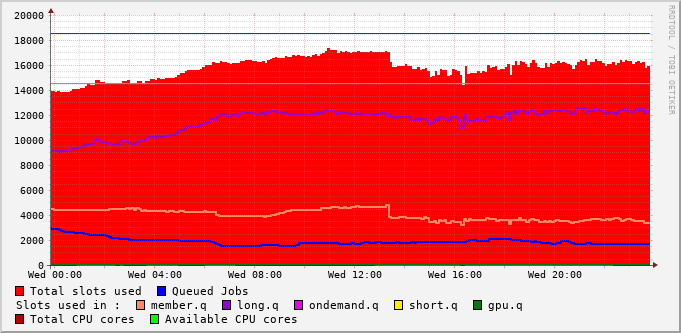 20000
18000
16000
14000
12000
10000
8000
6000
4000
2000
0
Wed 00:00 Wed 04:00 Wed 08:00 Wed 12:00 Wed 16:00 Wed 20:00
Total slots used Queued Jobs
Slots used in : member.q long.q ondemand.q short.q gpu.q
Total CPU cores Available CPU cores
RRDTOOL / TOBI OETIKER